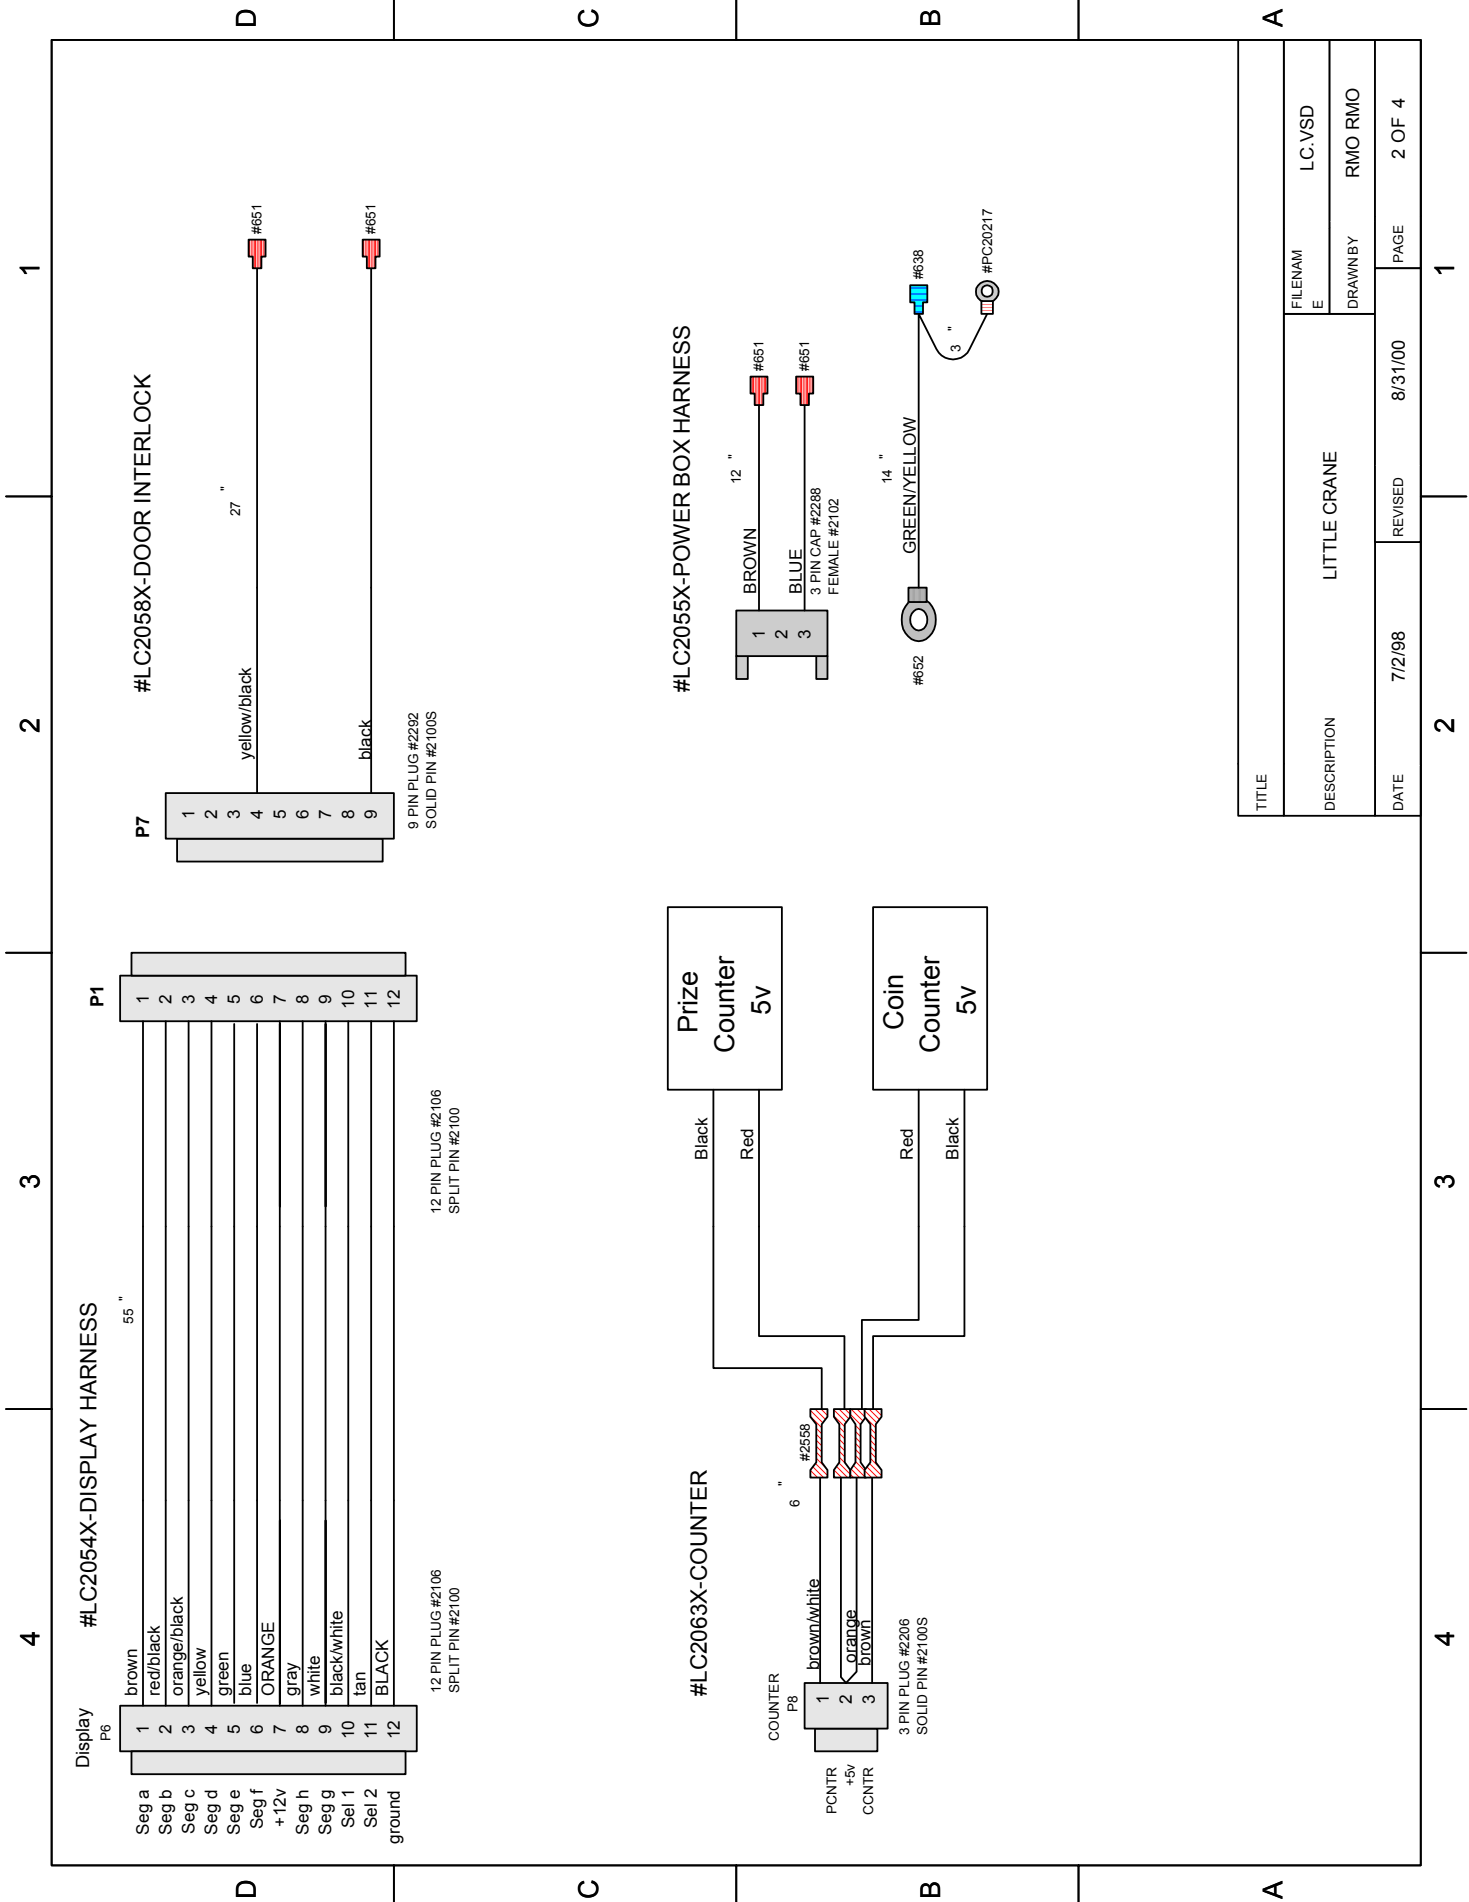 4 3 2 1
D
C
B
A
#LC2054X-DISPLAY HARNESS
Display
P6
P1
55 "
Seg a 1 brown 1
Seg b 2 red/black 2
Seg c 3 orange/black 3
Seg d 4 yellow 4
Seg e 5 green 5
Seg f 6 blue 6
+12v 7 ORANGE 7
Seg h 8 gray 8
Seg g 9 white 9
Sel 1 10 black/white 10
Sel 2 11 tan 11
ground 12 BLACK 12
12 PIN PLUG #2106
SPLIT PIN #2100
12 PIN PLUG #2106
SPLIT PIN #2100
#LC2058X-DOOR INTERLOCK
P7
27 "
1
2
3
4 yellow/black #651
5
6
7
8
9 black #651
9 PIN PLUG #2292
SOLID PIN #2100S
#LC2063X-COUNTER
COUNTER
P8
6 "
#2558
PCNTR 1 brown/white
+5v 2 orange
CCNTR 3 brown
3 PIN PLUG #2206
SOLID PIN #2100S
Black
Red
Prize
Counter
5v
Red
Black
Coin
Counter
5v
#LC2055X-POWER BOX HARNESS
12 "
1 BROWN #651
2
3 BLUE #651
3 PIN CAP #2288
FEMALE #2102
14 "
GREEN/YELLOW
#652
#638
3 "
#PC20217
TITLE
DESCRIPTION LITTLE CRANE
FILENAM
E
LC.VSD
DRAWN BY RMO RMO
DATE 7/2/98 REVISED 8/31/00 PAGE 2 OF 4
D
C
B
A
4 3 2 1